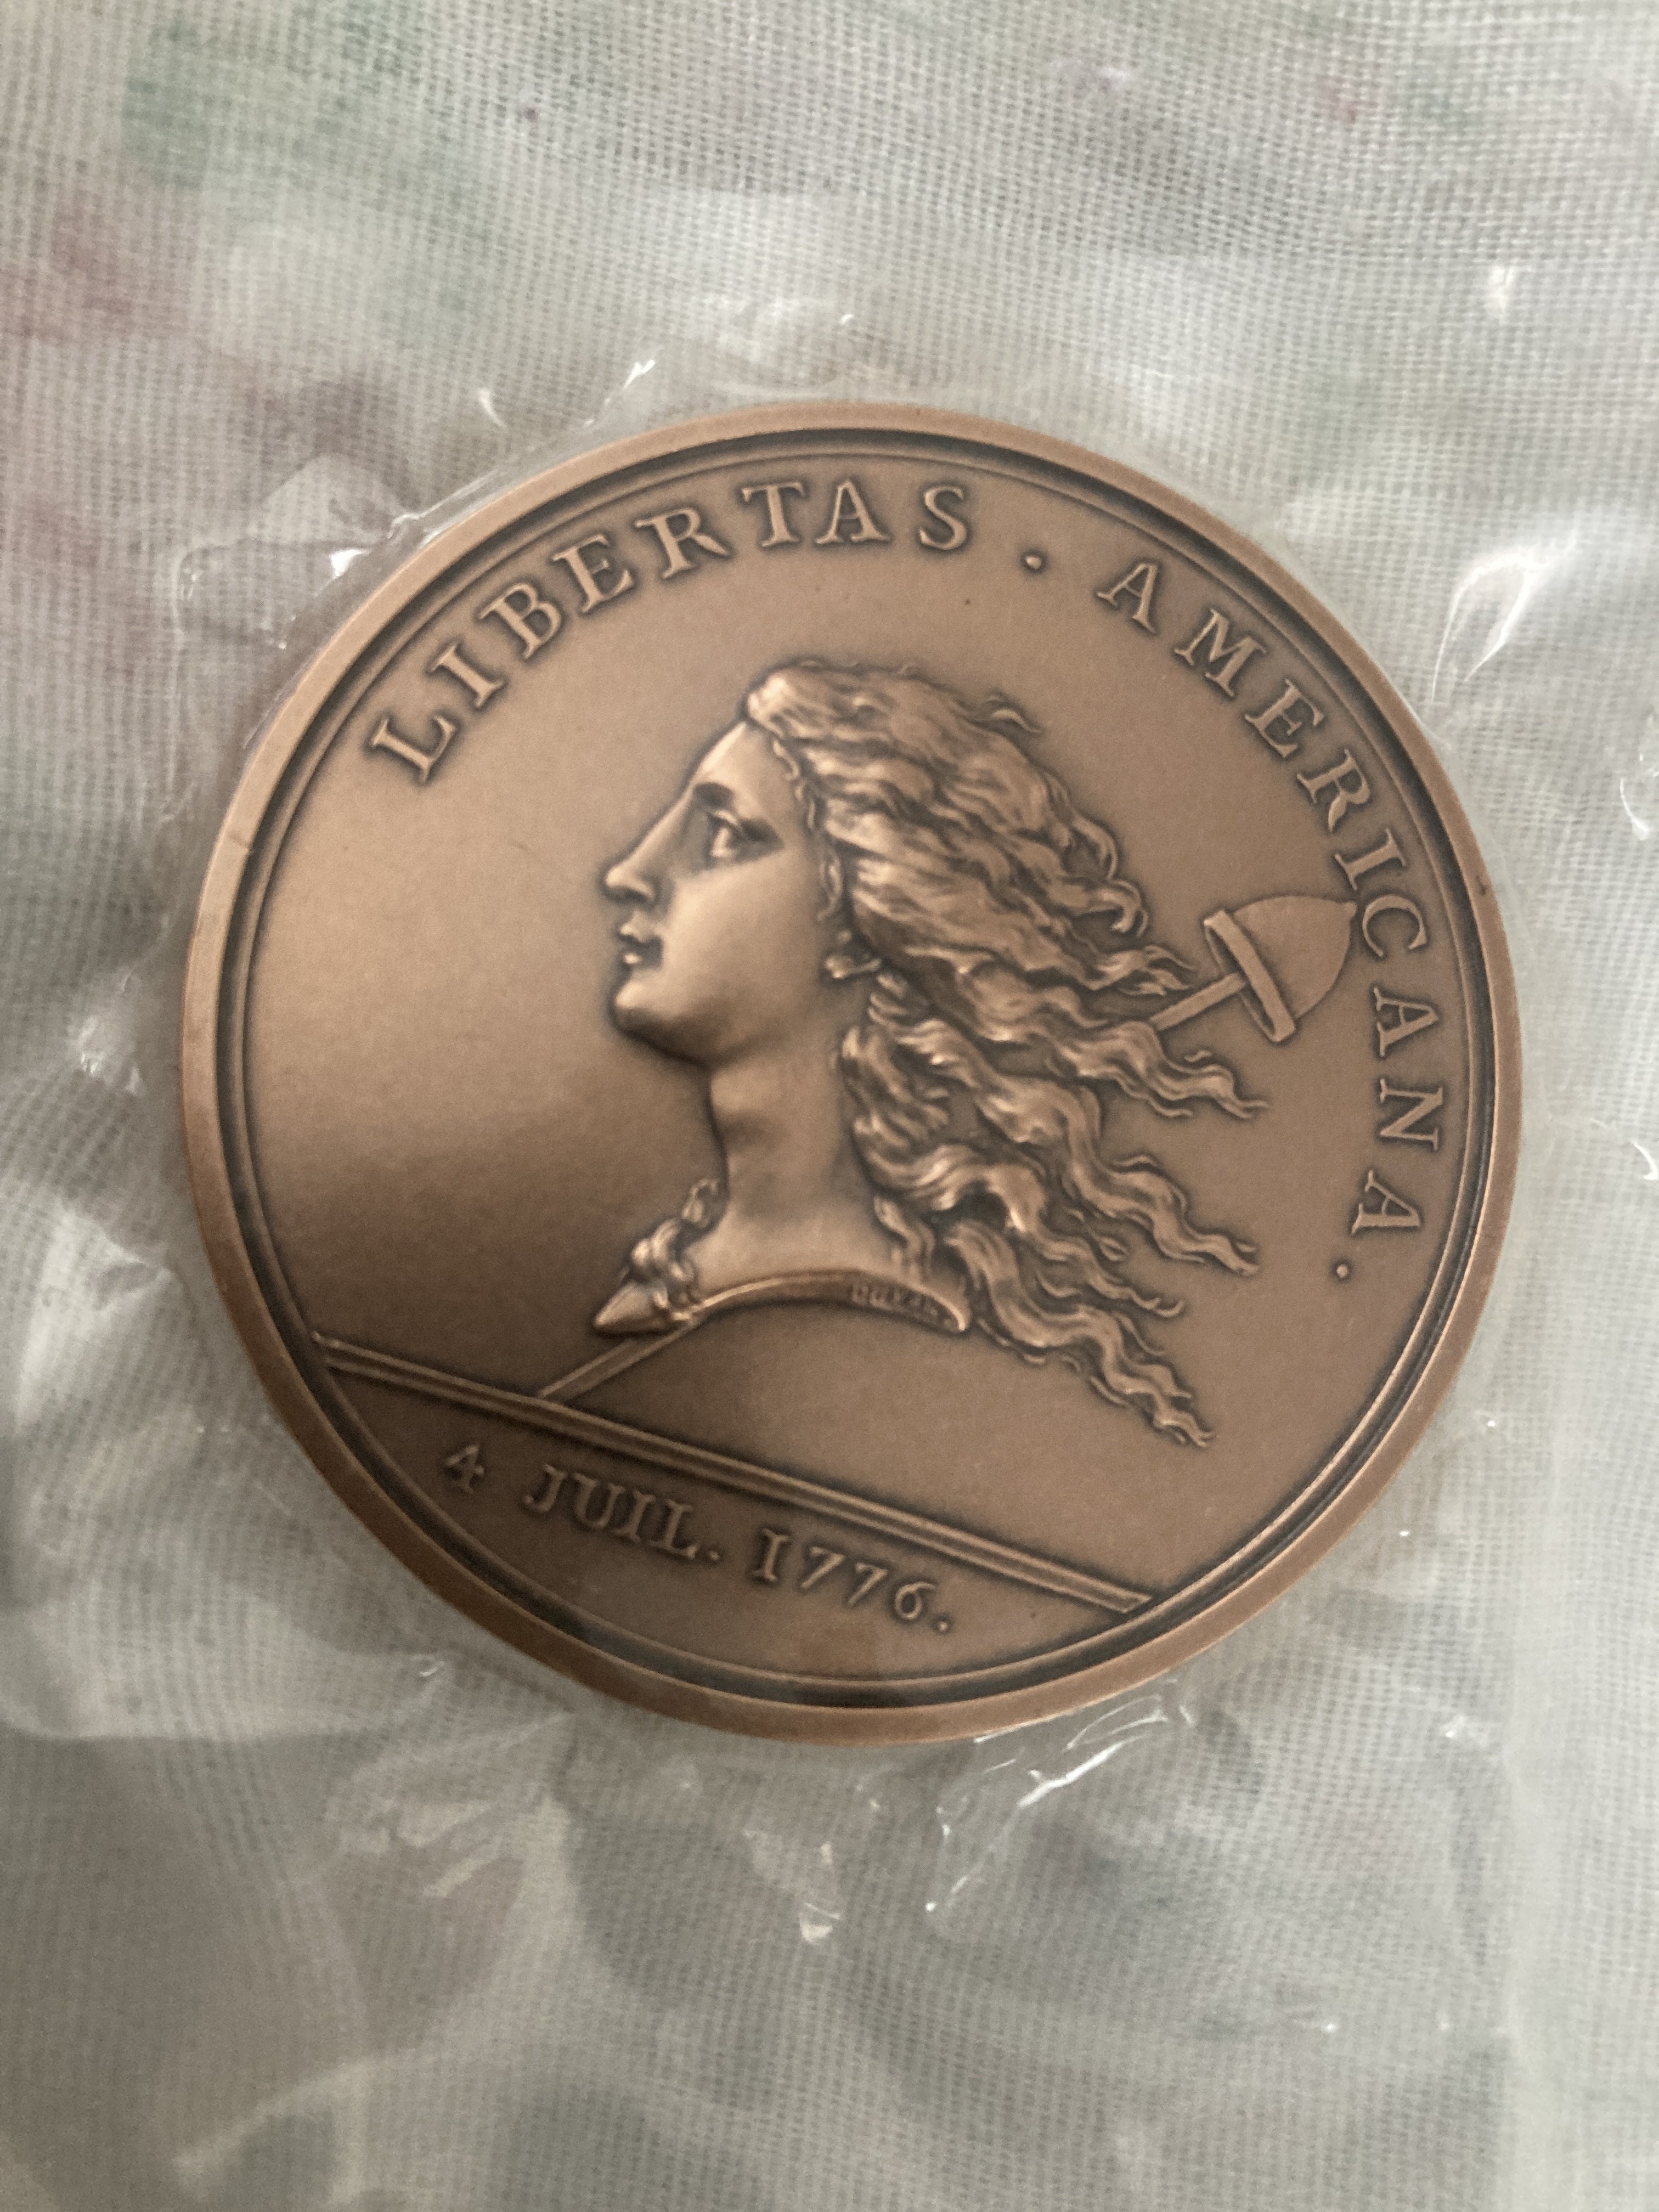 LIBERTAS . AMERICANA .
4 JUIL. 1776.